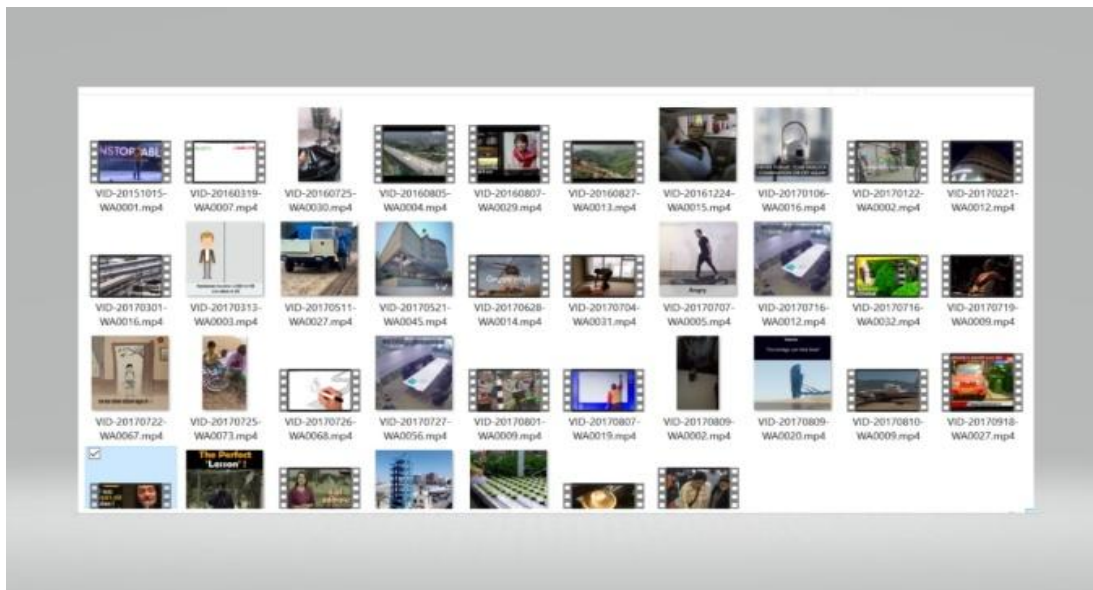 VID-20151015- VID-20160319- VID-20160725- VID-20160805- VID-20160807- VID-20160827- VID-20161224- VID-20170106- VID-20170122- VID-20170221-
WA0001.mp4 WA0007.mp4 WA0030.mp4 WA0004.mp4 WA0029.mp4 WA0013.mp4 WA0015.mp4 WA0016.mp4 WA0002.mp4 WA0012.mp4
Angry
VID-20170301- VID-20170313- VID-20170511- VID-20170521- VID-20170628- VID-20170704- VID-20170707- VID-20170716- VID-20170716- VID-20170719-
WA0016.mp4 WA0003.mp4 WA0027.mp4 WA0045.mp4 WA0014.mp4 WA0031.mp4 WA0005.mp4 WA0012.mp4 WA0032.mp4 WA0009.mp4
VID-20170722- VID-20170725- VID-20170726- VID-20170727- VID-20170801- VID-20170807- VID-20170809- VID-20170809- VID-20170810- VID-20170918-
WA0067.mp4 WA0073.mp4 WA0068.mp4 WA0056.mp4 WA0009.mp4 WA0019.mp4 WA0002.mp4 WA0020.mp4 WA0009.mp4 WA0027.mp4
The Perfect
'Lesson' !